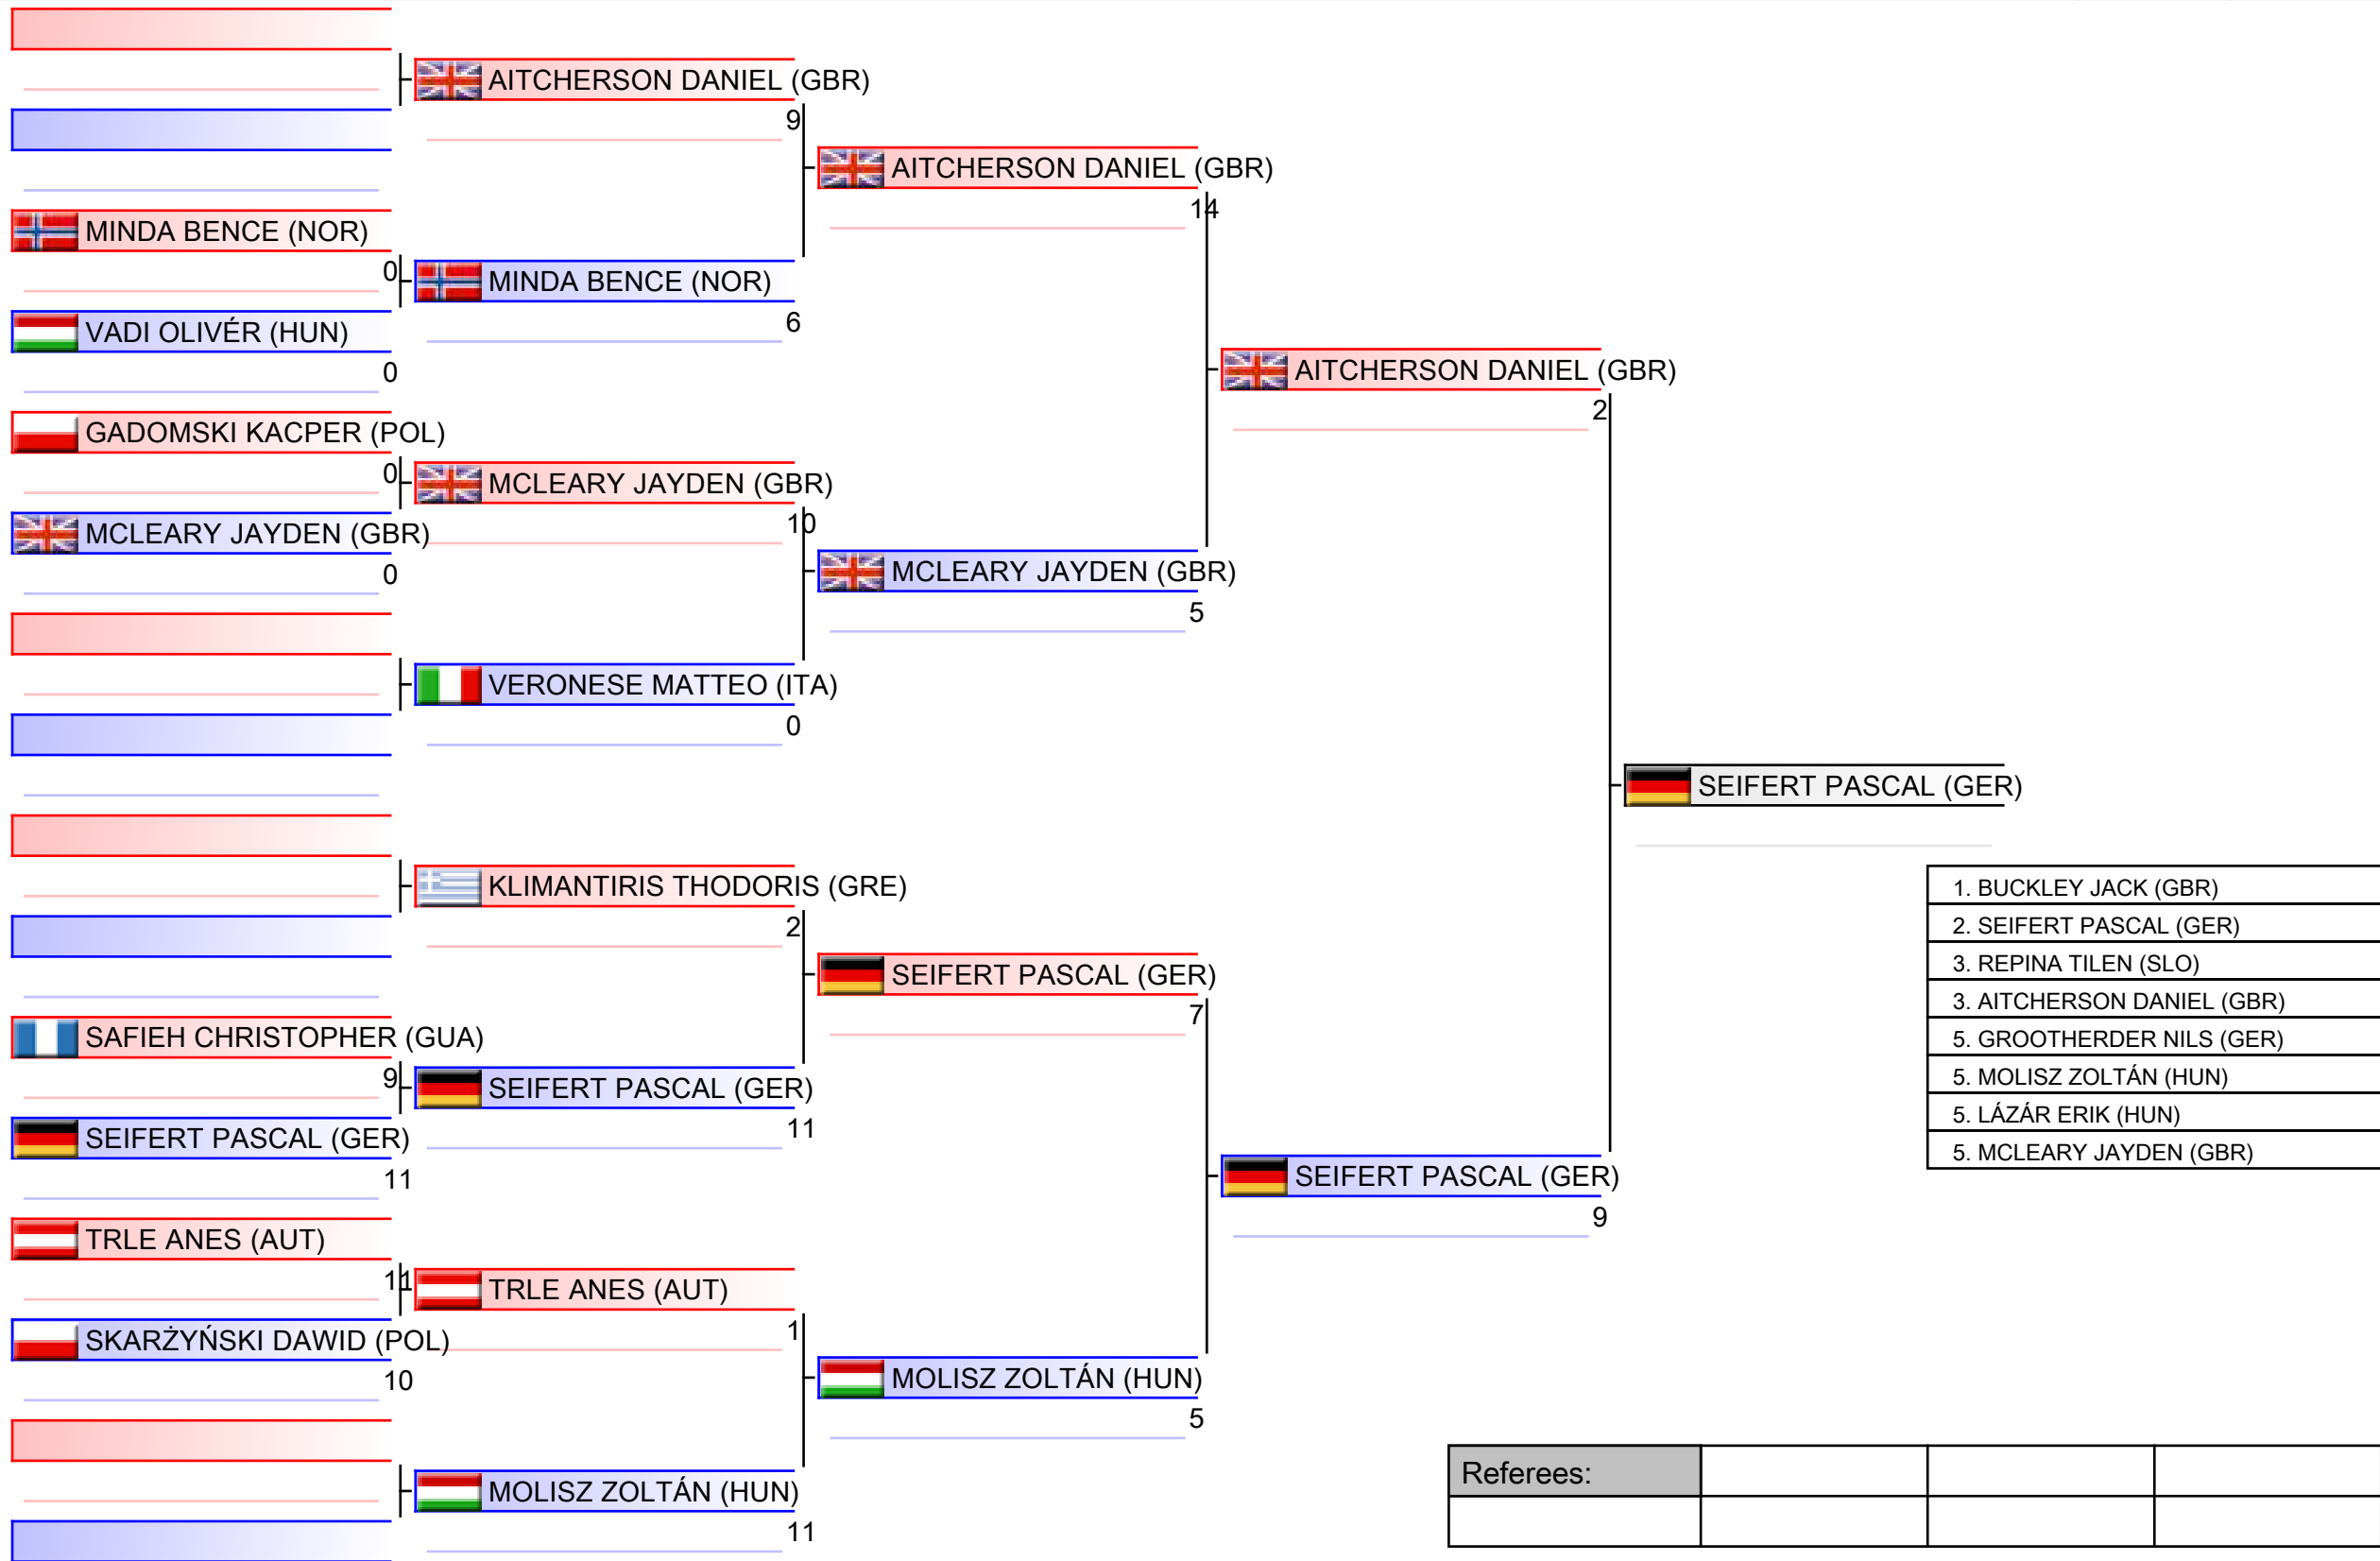 AITCHERSON DANIEL (GBR)
9
MINDA BENCE (NOR)
0
VADI OLIVÉR (HUN)
0
MINDA BENCE (NOR)
6
AITCHERSON DANIEL (GBR)
14
GADOMSKI KACPER (POL)
0
MCLEARY JAYDEN (GBR)
0
MCLEARY JAYDEN (GBR)
10
VERONESE MATTEO (ITA)
0
MCLEARY JAYDEN (GBR)
5
AITCHERSON DANIEL (GBR)
2
KLIMANTIRIS THODORIS (GRE)
2
SAFIEH CHRISTOPHER (GUA)
9
SEIFERT PASCAL (GER)
11
SEIFERT PASCAL (GER)
11
SEIFERT PASCAL (GER)
7
TRLE ANES (AUT)
11
SKARŻYŃSKI DAWID (POL)
10
TRLE ANES (AUT)
1
MOLISZ ZOLTÁN (HUN)
11
MOLISZ ZOLTÁN (HUN)
5
SEIFERT PASCAL (GER)
9
SEIFERT PASCAL (GER)
1. BUCKLEY JACK (GBR)
2. SEIFERT PASCAL (GER)
3. REPINA TILEN (SLO)
3. AITCHERSON DANIEL (GBR)
5. GROOTHERDER NILS (GER)
5. MOLISZ ZOLTÁN (HUN)
5. LÁZÁR ERIK (HUN)
5. MCLEARY JAYDEN (GBR)
Referees: